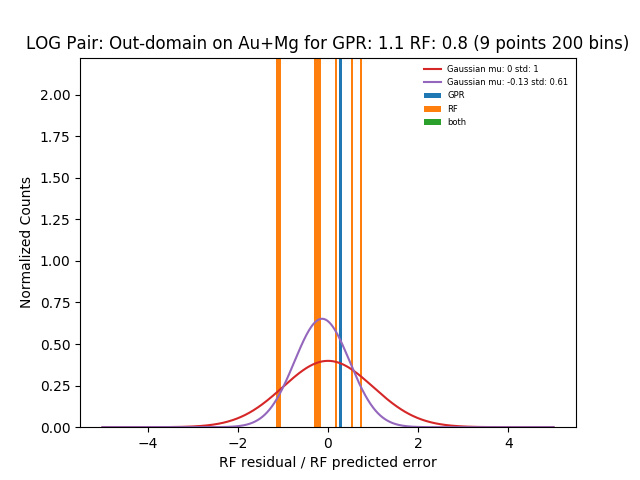 LOG Pair: Out-domain on Au+Mg for GPR: 1.1 RF: 0.8 (9 points 200 bins)
Gaussian mu: 0 std: 1
Gaussian mu: -0.13 std: 0.61
GPR
RF
both
Normalized Counts
2.00
1.75
1.50
1.25
1.00
0.75
0.50
0.25
0.00
−4 −2 0 2 4
RF residual / RF predicted error